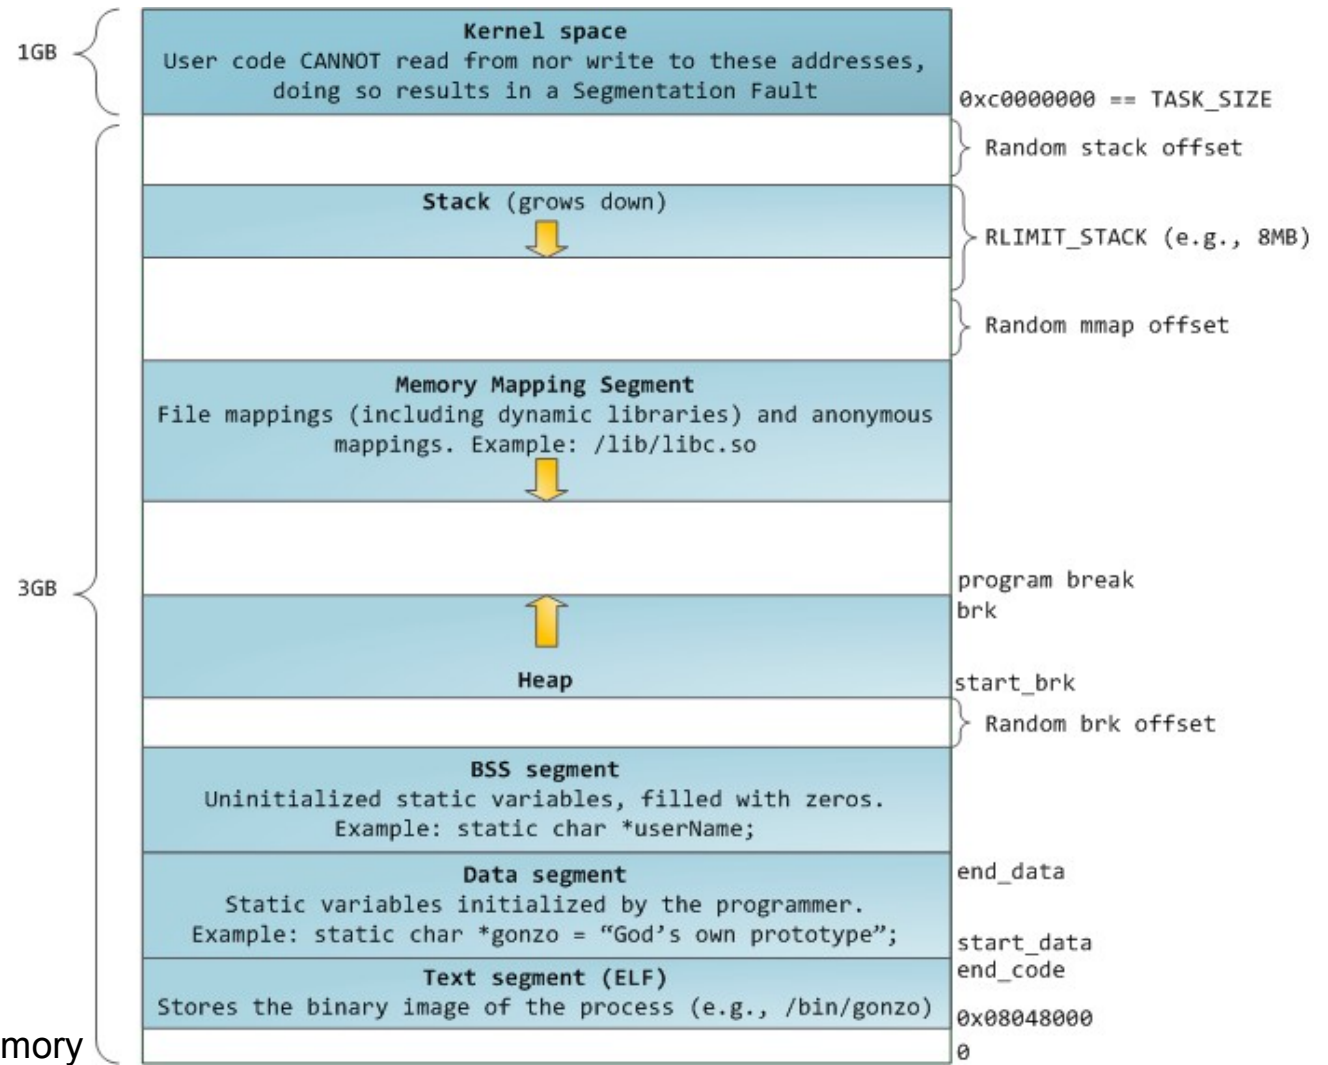 Kernel space
1GB
User code CANNOT read from nor write to these addresses,
doing so results in a Segmentation Fault
0xc0000000 == TASK_SIZE
Random stack offset
Stack (grows down)
RLIMIT_STACK (e.g., 8MB)
Random mmap offset
Memory Mapping Segment
File mappings (including dynamic libraries) and anonymous
mappings. Example: /lib/libc.so
3GB
program break
brk
Heap
start_brk
Random brk offset
BSS segment
Uninitialized static variables, filled with zeros.
Example: static char *userName;
Data segment
end_data
Static variables initialized by the programmer.
Example: static char *gonzo = “God’s own prototype”;
start_data
end_code
Text segment (ELF)
Stores the binary image of the process (e.g., /bin/gonzo)
0x08048000
mory
0